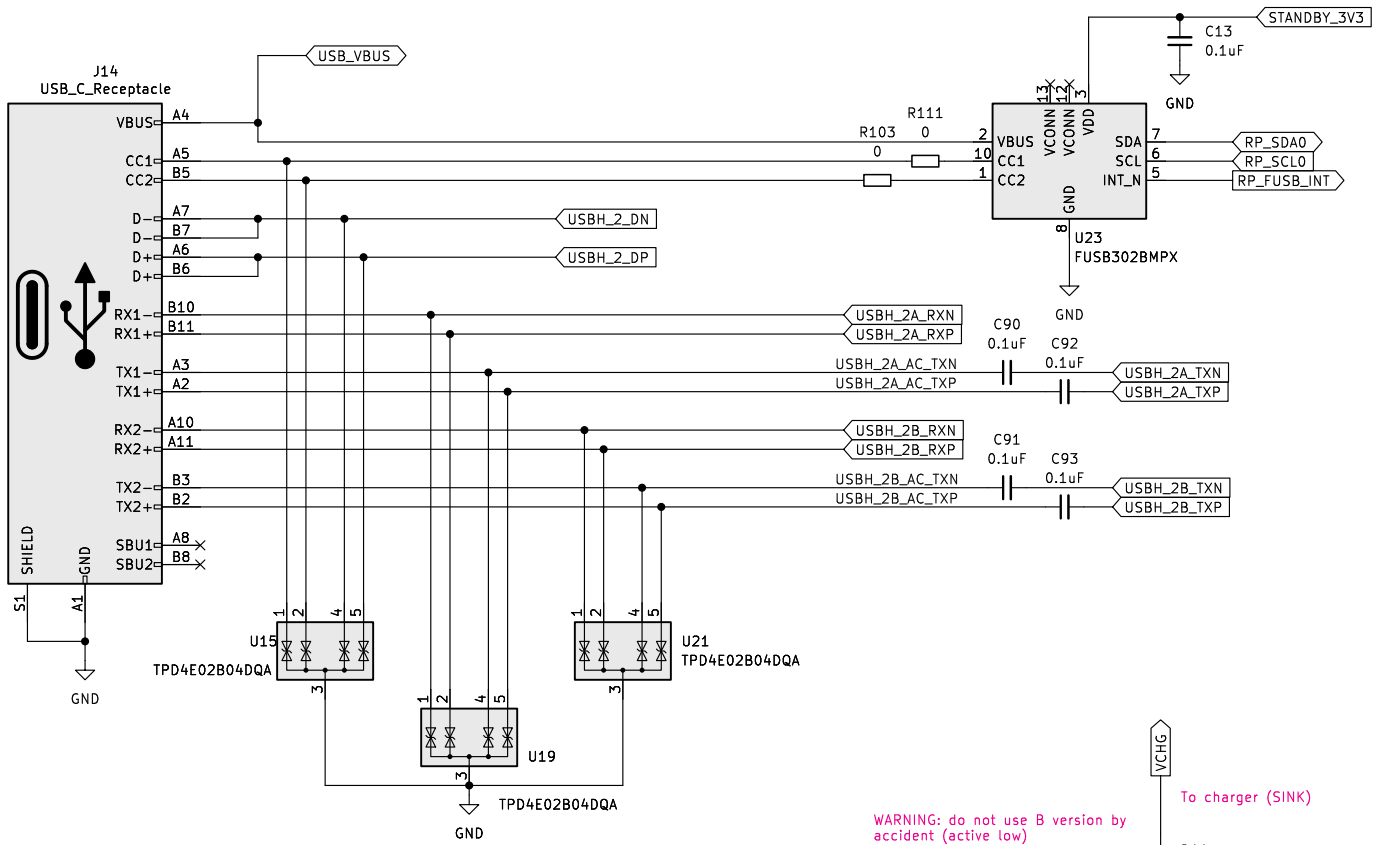 STANDBY_3V3
C13
0.1uF
GND
USB_VBUS
J14
USB_C_Receptacle
VBUS A4
CC1 A5
CC2 B5
D- A7
D- B7
D+ A6
D+ B6
RX1- B10
RX1+ B11
TX1- A3
TX1+ A2
RX2- A10
RX2+ A11
TX2- B3
TX2+ B2
SBU1 A8
SBU2 B8
SHIELD
GND
S1
A1
GND
R111
0
R103
0
13 12 3
VCONN VCONN VDD
2 VBUS
10 CC1
1 CC2
SDA 7
SCL 6
INT_N 5
GND
8
U23
FUSB302BMPX
GND
RP_SDA0
RP_SCL0
RP_FUSB_INT
USBH_2_DN
USBH_2_DP
USBH_2A_RXN
USBH_2A_RXP
C90
0.1uF
C92
0.1uF
USBH_2A_AC_TXN
USBH_2A_AC_TXP
USBH_2A_TXN
USBH_2A_TXP
USBH_2B_RXN
USBH_2B_RXP
C91
0.1uF
C93
0.1uF
USBH_2B_AC_TXN
USBH_2B_AC_TXP
USBH_2B_TXN
USBH_2B_TXP
1 2 4 5
U15
TPD4E02B04DQA
3
1 2 4 5
U21
TPD4E02B04DQA
3
1 2 4 5
U19
3
TPD4E02B04DQA
GND
VCHG
To charger (SINK)
WARNING: do not use B version by
accident (active low)